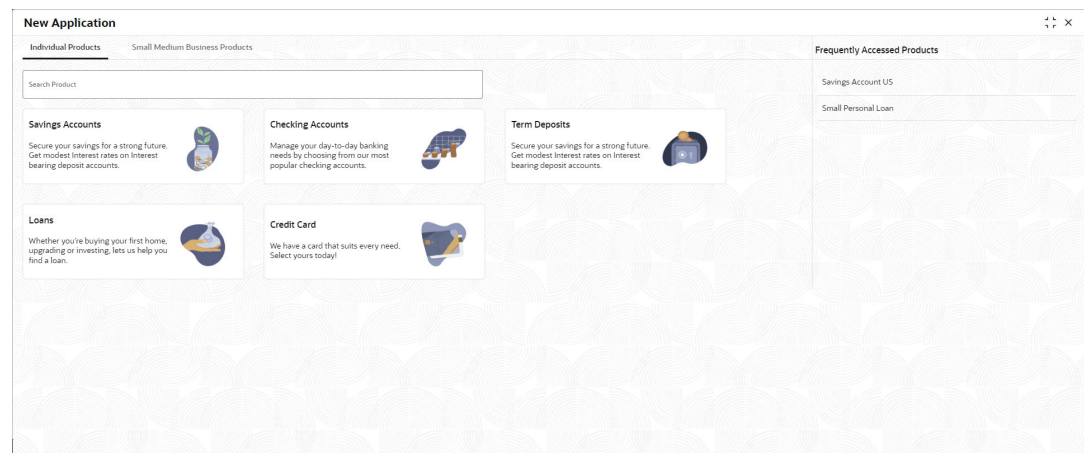 New Application
Individual Products
Small Medium Business Products
Search Product
Savings Accounts
Secure your savings for a strong future.
Get modest Interest rates on Interest
bearing deposit accounts.
Checking Accounts
Manage your day-to-day banking
needs by choosing from our most
popular checking accounts.
Term Deposits
Secure your savings for a strong future.
Get modest Interest rates on Interest
bearing deposit accounts.
Loans
Whether you're buying your first home,
upgrading or investing, lets us help you
find a loan.
Credit Card
We have a card that suits every need.
Select yours today!
Frequently Accessed Products
Savings Account US
Small Personal Loan